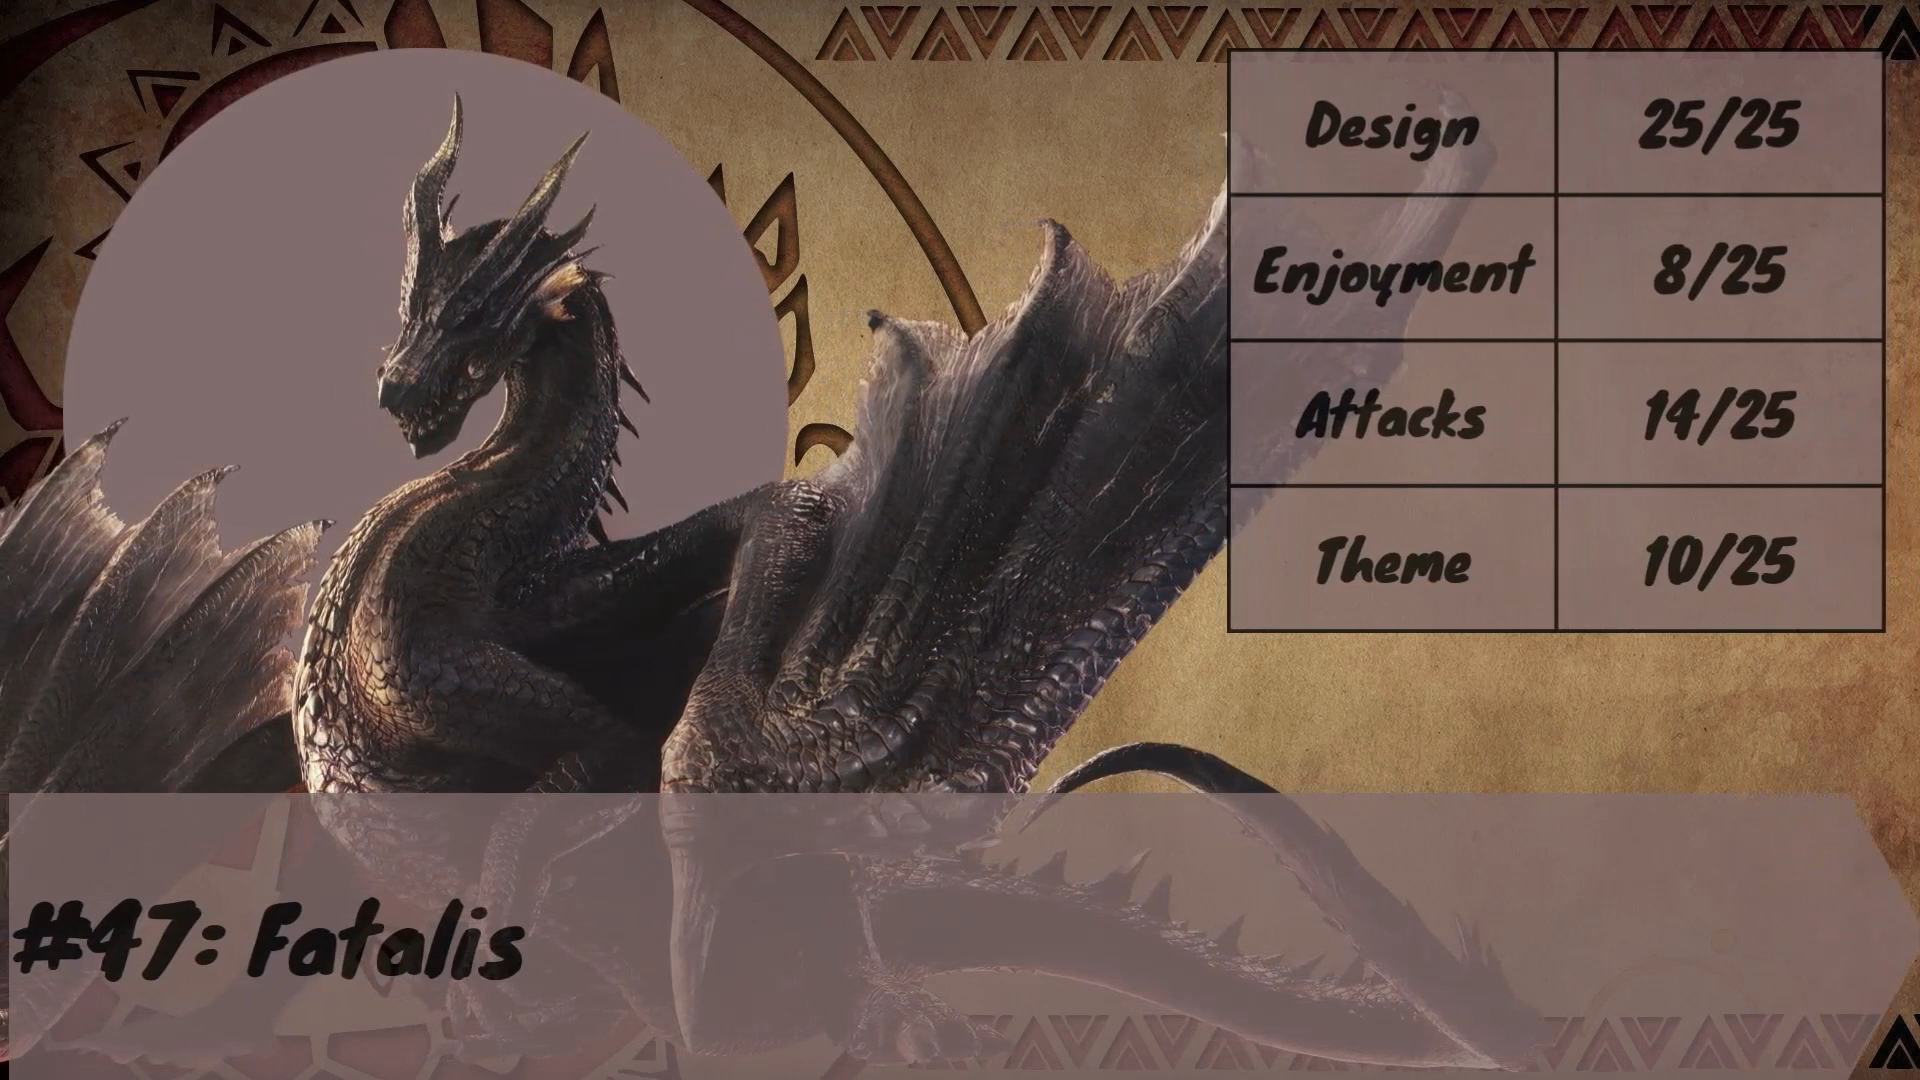 Design 25/25
Enjoyment 8/25
Attacks 14/25
Theme 10/25
#47: Fatalis